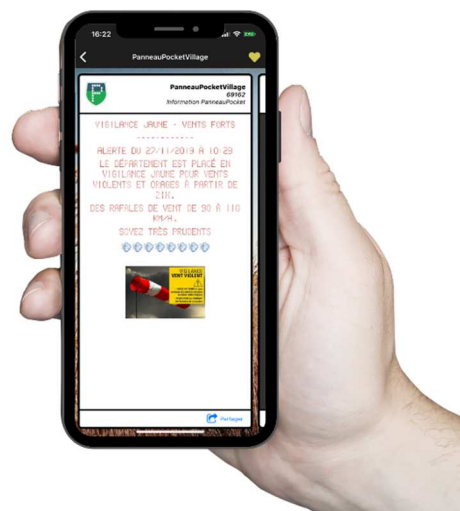 16:22
PanneauPocketVillage
PanneauPocketVillage
69162
Information PanneauPocket
VIGILANCE JAUNE - VENTS FORTS
------------
ALERTE DU 27/11/2019 A 10:29
LE DÉPARTEMENT EST PLACÉ EN
VIGILANCE JAUNE POUR VENTS
VIOLENTS ET ORAGES À PARTIR DE
21H.
DES RAFALES DE VENT DE 90 À 110
KM/H.
SOYEZ TRÈS PRUDENTS
VIGILANCE
VENT VIOLENT
Partager